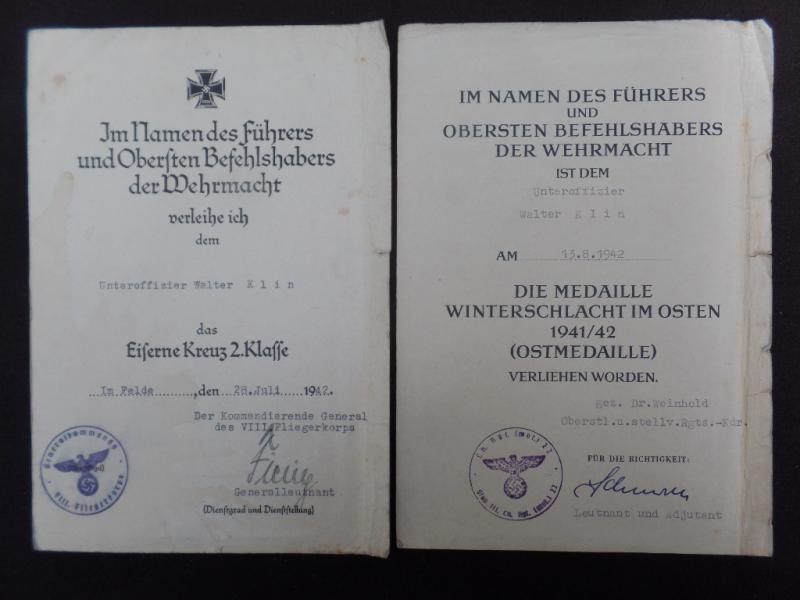 Im Namen des Führers
und Obersten Befehlshabers
der Wehrmacht
verleihe ich
dem
Unteroffizier Walter K l i n
das
Eiserne Kreuz 2. Klasse
Im Felde ,den 28.Juli 1942.
Der Kommandierende General
des VIII.Fliegerkorps
Generalleutnant
(Dienstgrad und Dienststellung)
Generalkommando
VIII. Fliegerkorps
IM NAMEN DES FÜHRERS
UND
OBERSTEN BEFEHLSHABERS
DER WEHRMACHT
IST DEM
Unteroffizier
Walter K l i n
AM 13.8.1942
DIE MEDAILLE
WINTERSCHLACHT IM OSTEN
1941/42
(OSTMEDAILLE)
VERLIEHEN WORDEN.
gez. Dr.Weinhold
Oberstl.u.stellv.Rgts.-Kdr.
FÜR DIE RICHTIGKEIT:
Leutnant und Adjutant